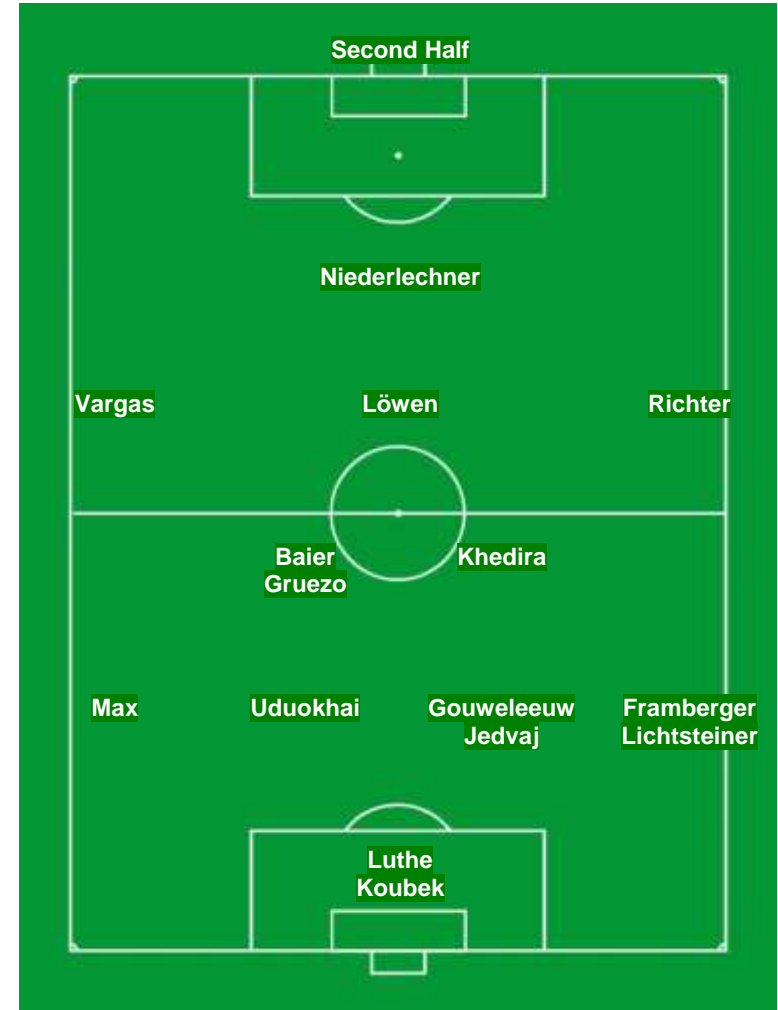 Second Half
Niederlechner
Vargas Löwen Richter
Baier Khedira
Gruezo
Max Uduokhai Gouweleeuw Framberger
Jedvaj Lichtsteiner
Luthe
Koubek